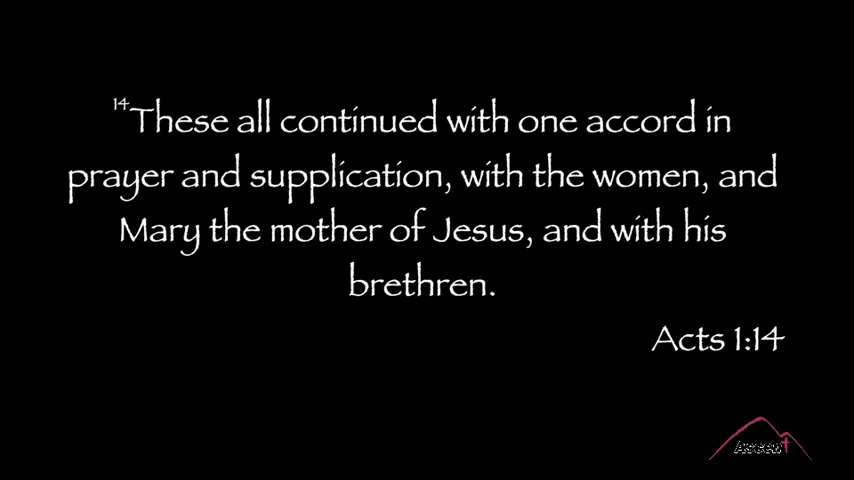 14These all continued with one accord in
prayer and supplication, with the women, and
Mary the mother of Jesus, and with his
brethren.
Acts 1:14
Ascent